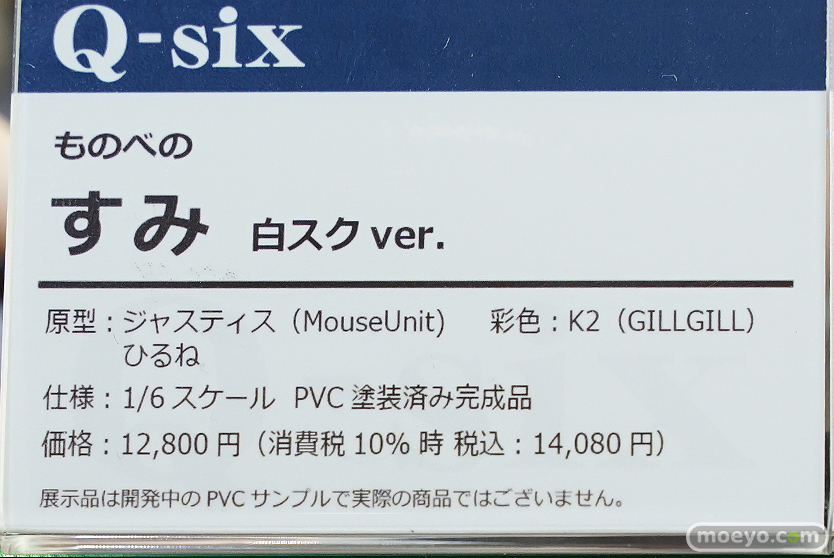 Q-six
ものべの
すみ 白スク ver.
原型：ジャスティス（MouseUnit） 彩色：K2（GILLGILL）
ひるね
仕様：1/6 スケール PVC 塗装済み完成品
価格：12,800 円（消費税 10% 時 税込：14,080 円）
展示品は開発中の PVC サンプルで実際の商品ではございません。
moeyo.com